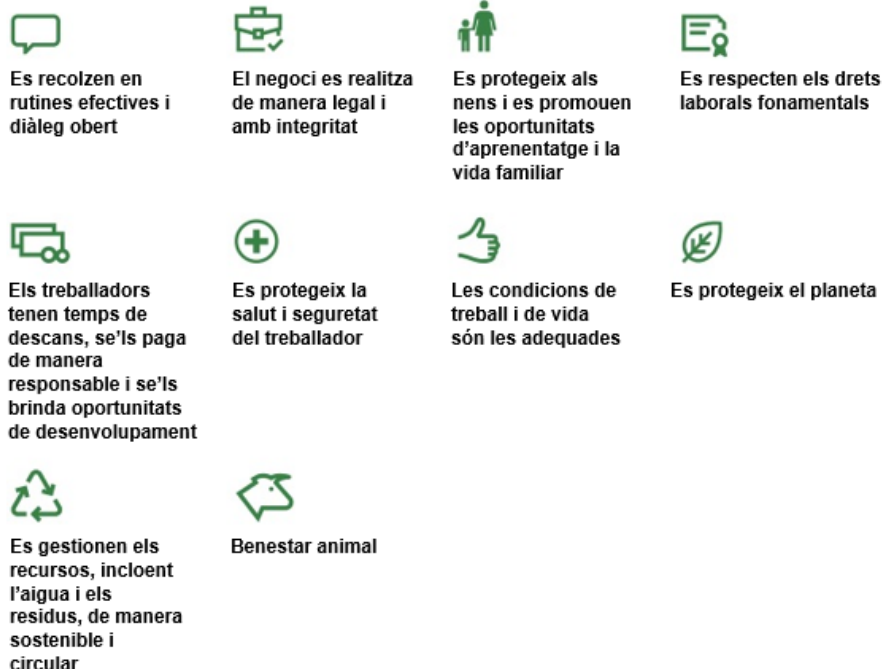 Es recolzen en
rutines efectives i
diàleg obert
El negoci es realitza
de manera legal i
amb integritat
Es protegeix als
nens i es promouen
les oportunitats
d'aprenentatge i la
vida familiar
Es respecten els drets
laborals fonamentals
Els treballadors
tenen temps de
descans, se'ls paga
de manera
responsable i se'ls
brinda oportunitats
de desenvolupament
Es protegeix la
salut i seguretat
del treballador
Les condicions de
treball i de vida
són les adequades
Es protegeix el planeta
Es gestionen els
recursos, incloent
l'aigua i els
residus, de manera
sostenible i
circular
Benestar animal